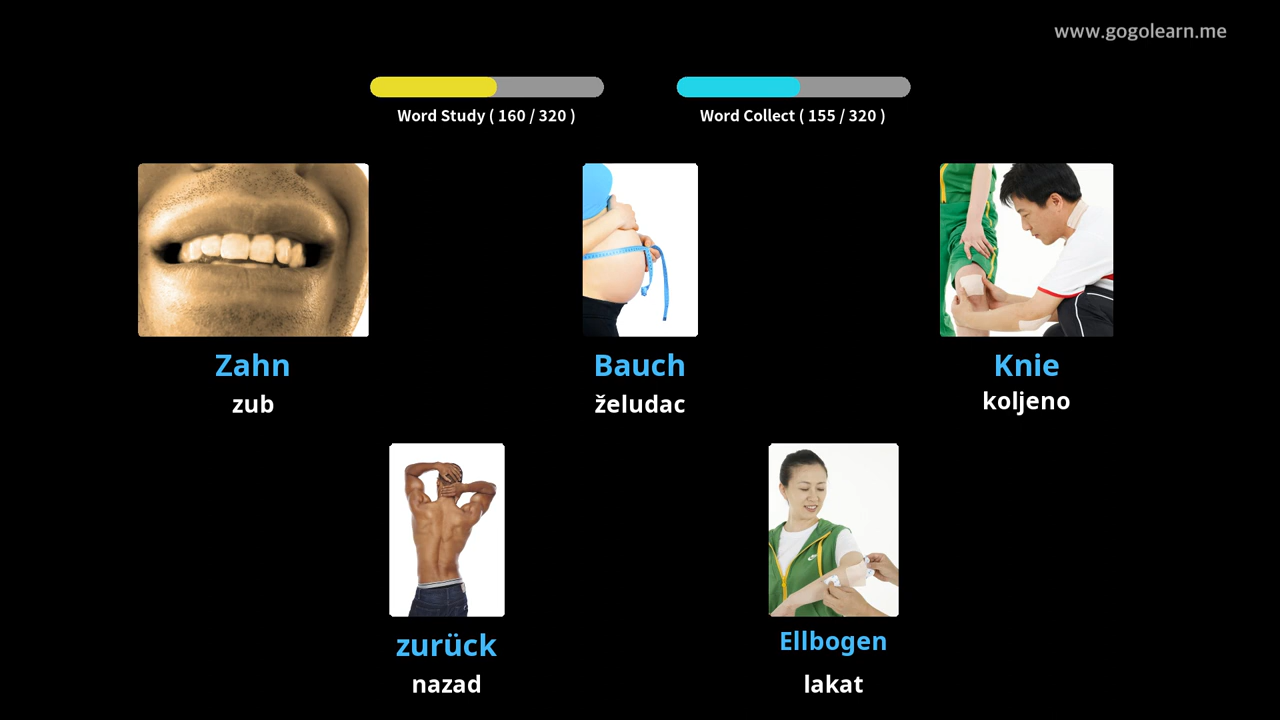 www.gogolearn.me
Word Study ( 160 / 320 )
Word Collect ( 155 / 320 )
Zahn
zub
Bauch
želudac
Knie
koljeno
zurück
nazad
Ellbogen
lakat